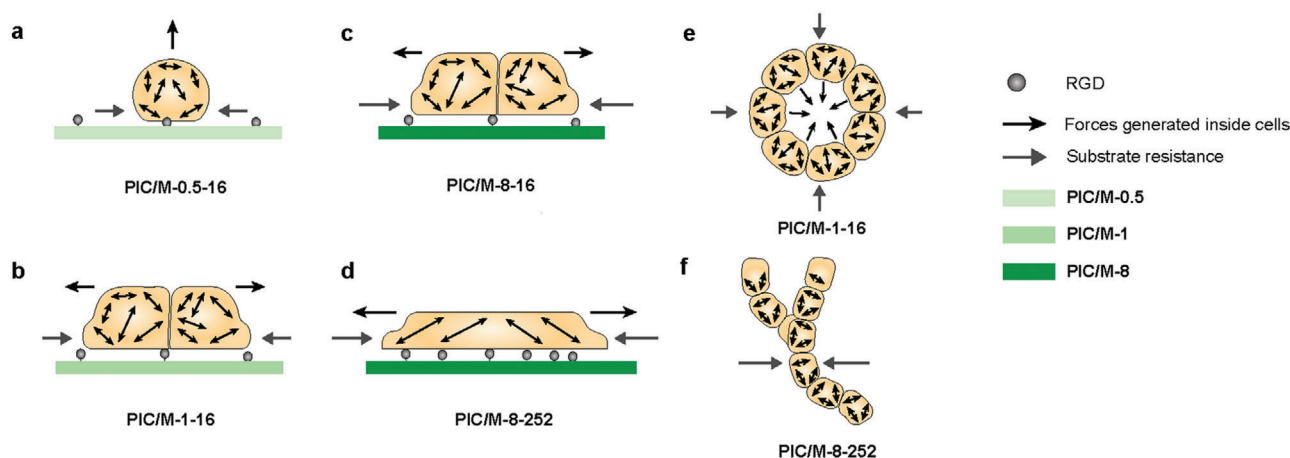 a
PIC/M-0.5-16
b
PIC/M-1-16
c
PIC/M-8-16
d
PIC/M-8-252
e
PIC/M-1-16
f
PIC/M-8-252
RGD
Forces generated inside cells
Substrate resistance
PIC/M-0.5
PIC/M-1
PIC/M-8